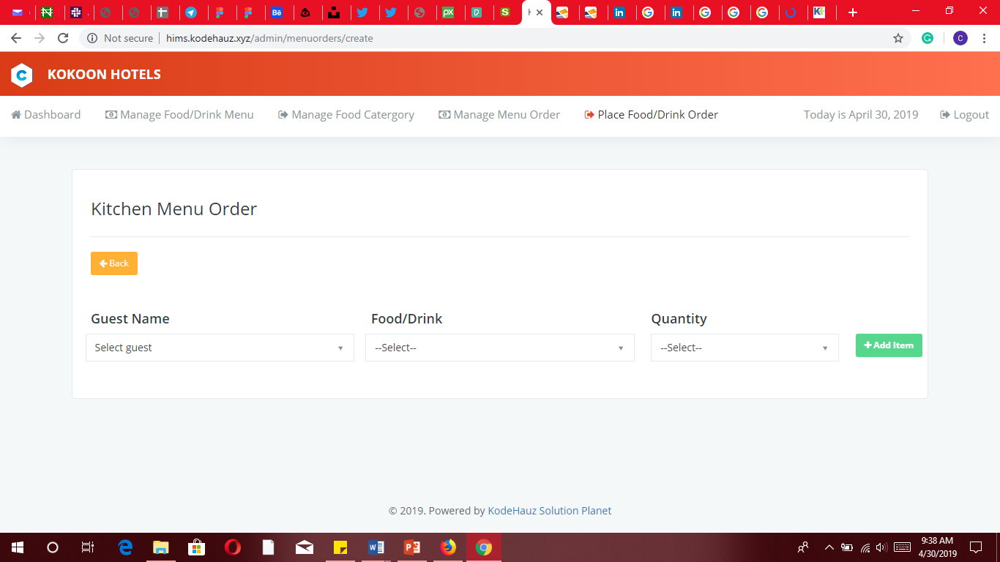 Not secure hims.kodehauz.xyz/admin/menuorders/create C
C KOKOON HOTELS
Dashboard Manage Food/Drink Menu Manage Food Catergory Manage Menu Order Place Food/Drink Order Today is April 30, 2019 Logout
Kitchen Menu Order
Back
Guest Name Food/Drink Quantity
Select guest --Select-- --Select-- Add Item
© 2019. Powered by KodeHauz Solution Planet
9:38 AM
4/30/2019